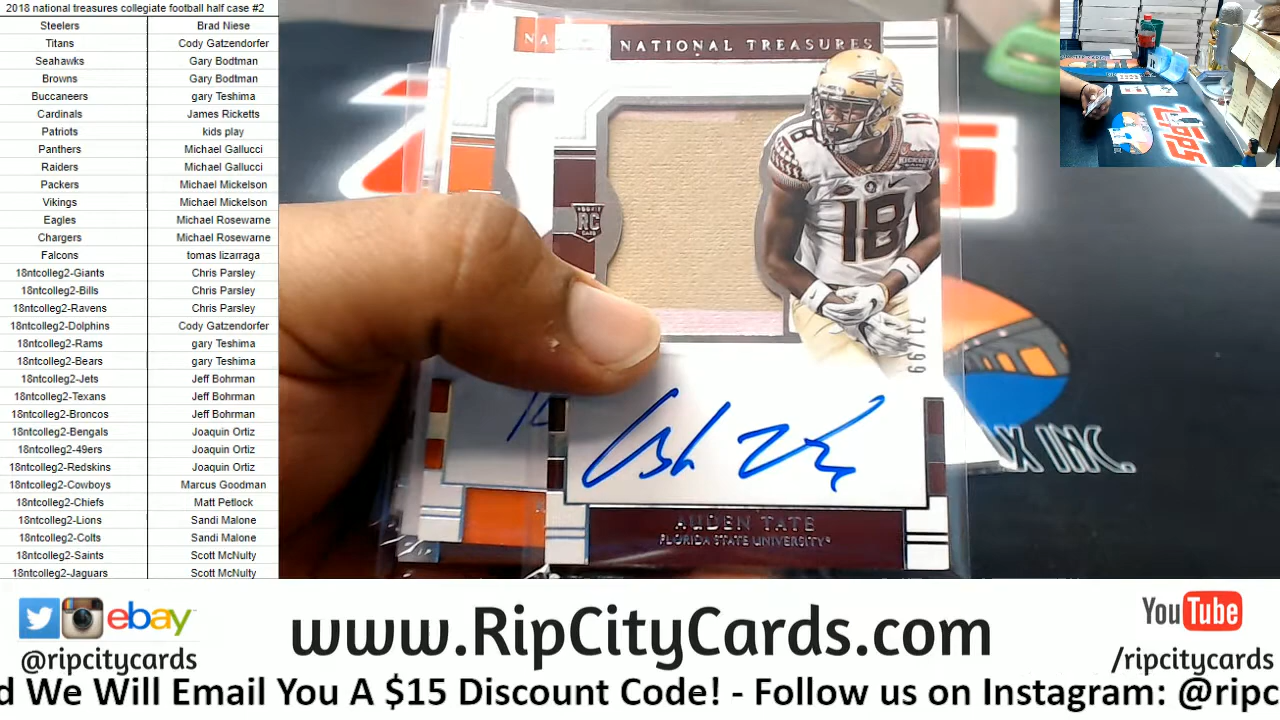 2018 national treasures collegiate football half case #2
Steelers Brad Niese
Titans Cody Gatzendorfer
Seahawks Gary Bodtman
Browns Gary Bodtman
Buccaneers gary Teshima
Cardinals James Ricketts
Patriots kids play
Panthers Michael Gallucci
Raiders Michael Gallucci
Packers Michael Mickelson
Vikings Michael Mickelson
Eagles Michael Rosewarne
Chargers Michael Rosewarne
Falcons tomas lizarraga
18ntcolleg2-Giants Chris Parsley
18ntcolleg2-Bills Chris Parsley
18ntcolleg2-Ravens Chris Parsley
18ntcolleg2-Dolphins Cody Gatzendorfer
18ntcolleg2-Rams gary Teshima
18ntcolleg2-Bears gary Teshima
18ntcolleg2-Jets Jeff Bohrman
18ntcolleg2-Texans Jeff Bohrman
18ntcolleg2-Broncos Jeff Bohrman
18ntcolleg2-Bengals Joaquin Ortiz
18ntcolleg2-49ers Joaquin Ortiz
18ntcolleg2-Redskins Joaquin Ortiz
18ntcolleg2-Cowboys Marcus Goodman
18ntcolleg2-Chiefs Matt Petlock
18ntcolleg2-Lions Sandi Malone
18ntcolleg2-Colts Sandi Malone
18ntcolleg2-Saints Scott McNulty
18ntcolleg2-Jaguars Scott McNulty
NA
NATIONAL TREASURES
ROOKIE
RC
CARD
18
18
KICKOFF
71/99
AUDEN TATE
FLORIDA STATE UNIVERSITY
INC.
ebay
@ripcitycards
www.RipCityCards.com
YouTube
/ripcitycards
d We Will Email You A $15 Discount Code! - Follow us on Instagram: @ripc